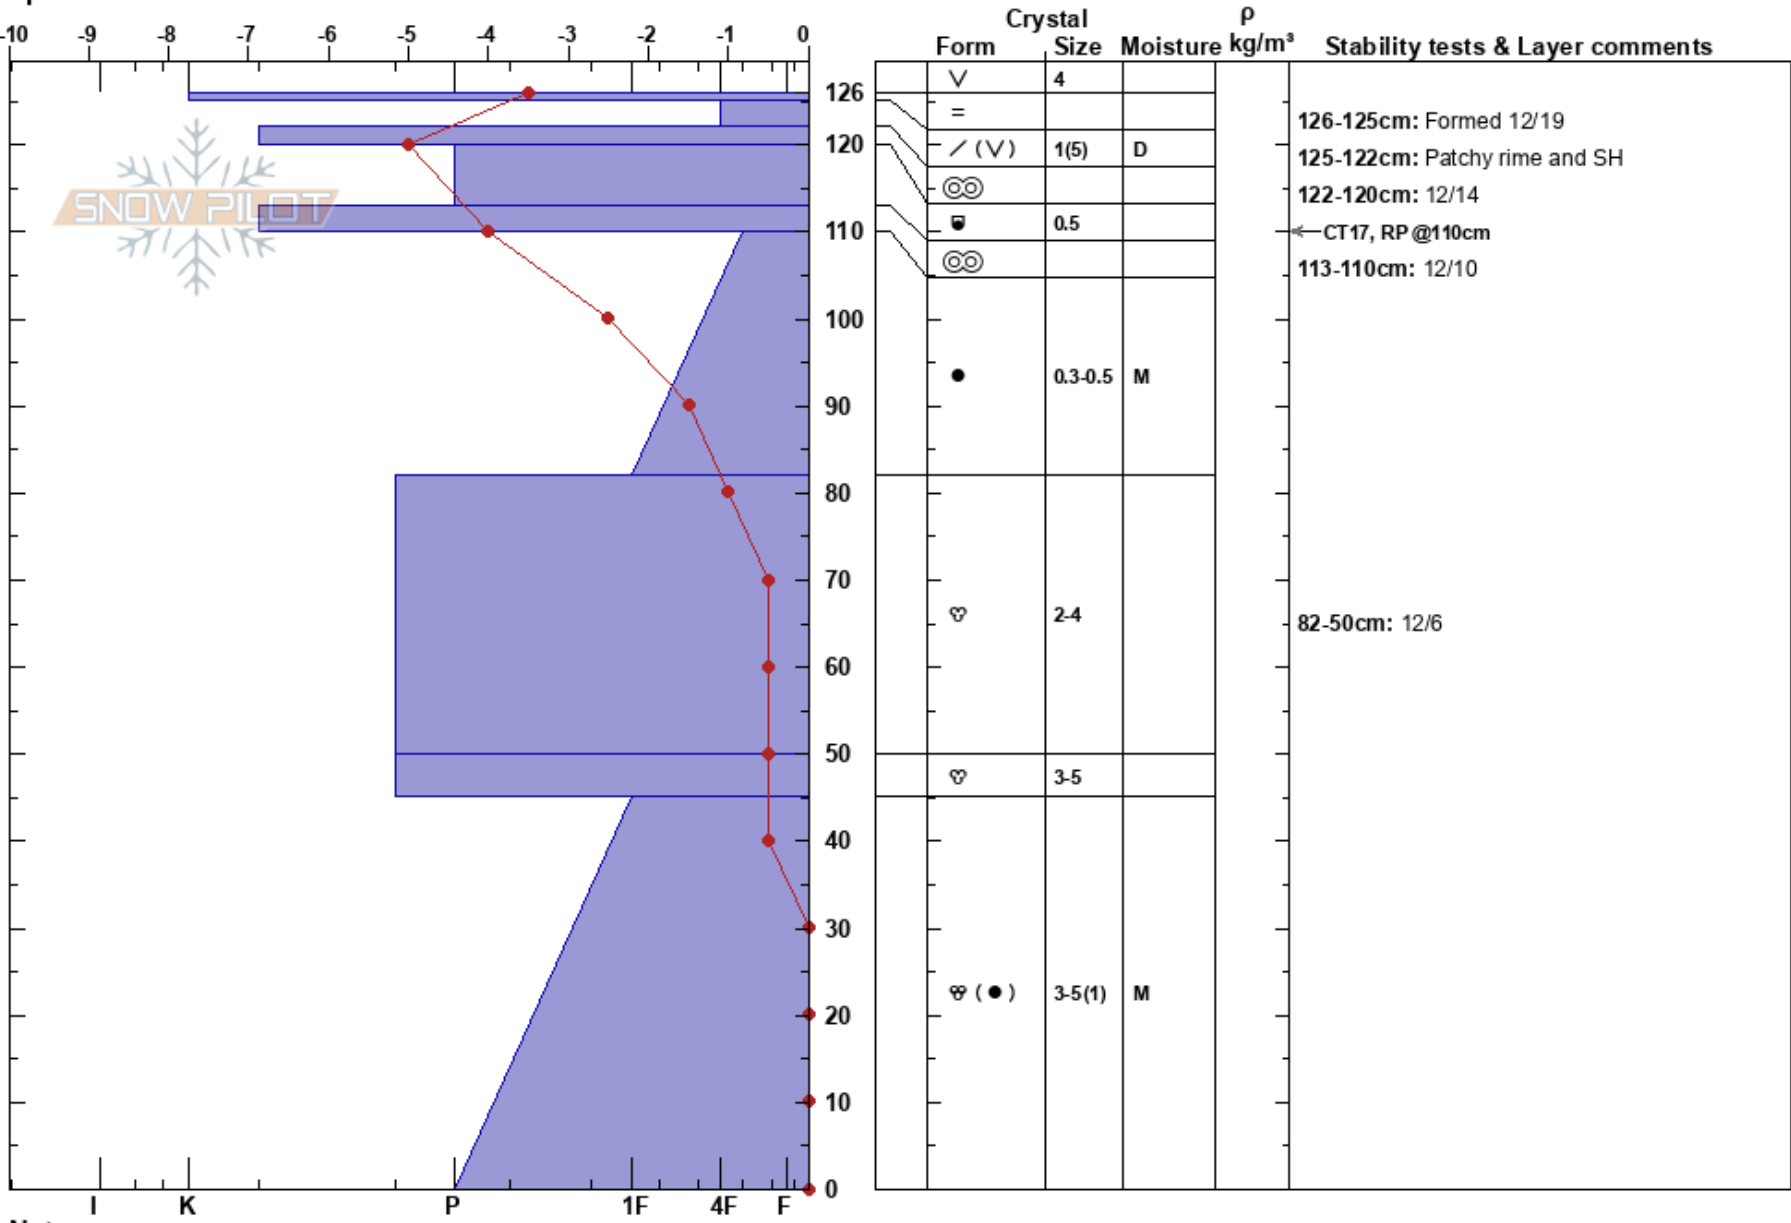 Crystal ρ
-10 -9 -8 -7 -6 -5 -4 -3 -2 -1 0
Form Size Moisture kg/m³ Stability tests & Layer comments
126
120
110
100
90
80
70
60
50
40
30
20
10
0
SNOW PILOT
4
=
1(5) D
0.5
0.3-0.5 M
2-4
3-5
3-5(1) M
126-125cm: Formed 12/19
125-122cm: Patchy rime and SH
122-120cm: 12/14
CT17, RP @110cm
113-110cm: 12/10
82-50cm: 12/6
I K P 1F 4F F